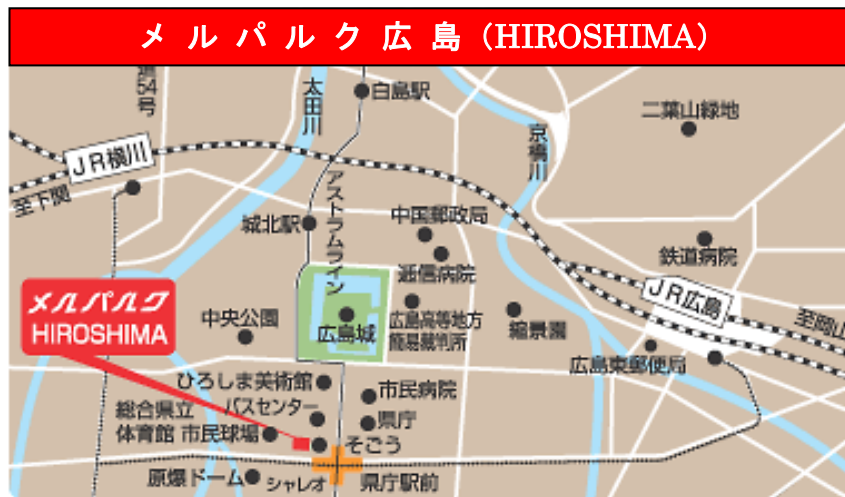 メルパルク広島（HIROSHIMA）
道54号
太田川
白島駅
二葉山緑地
京橋川
JR横川
至下関
アストラムライン
城北駅
中国郵政局
逓信病院
鉄道病院
JR広島
至岡山
メルパルク
HIROSHIMA
中央公園
広島城
広島高等地方
簡易裁判所
縮景園
広島東郵便局
ひろしま美術館
市民病院
総合県立
体育館
バスセンター
県庁
市民球場
そごう
原爆ドーム
シャレオ
県庁駅前